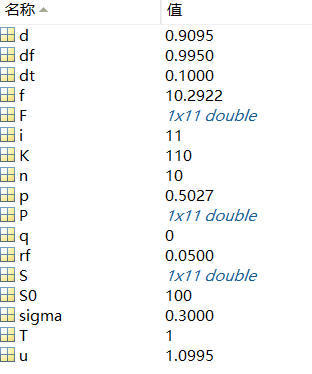 名称 值
d 0.9095
df 0.9950
dt 0.1000
f 10.2922
F 1x11 double
i 11
K 110
n 10
p 0.5027
P 1x11 double
q 0
rf 0.0500
S 1x11 double
S0 100
sigma 0.3000
T 1
u 1.0995